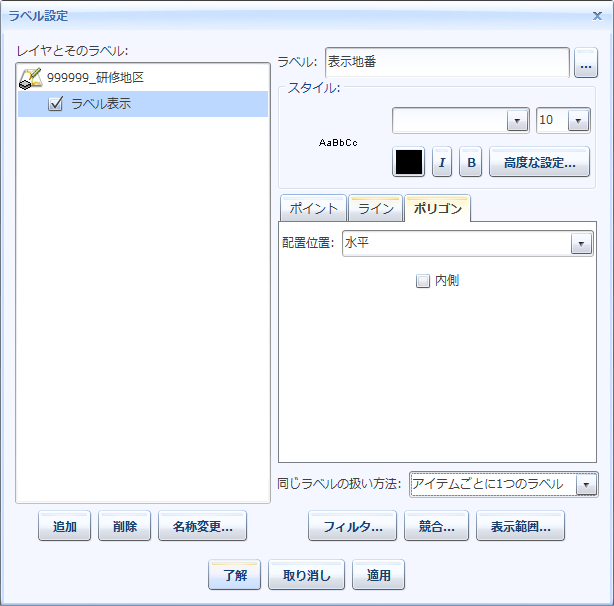 ラベル設定
レイヤとそのラベル:
999999_研修地区
ラベル表示
ラベル: 表示地番 ...
スタイル:
AaBbCc
10
I B 高度な設定...
ポイント ライン ポリゴン
配置位置: 水平
内側
同じラベルの扱い方法: アイテムごとに1つのラベル
追加 削除 名称変更... フィルタ... 競合... 表示範囲...
了解 取り消し 適用